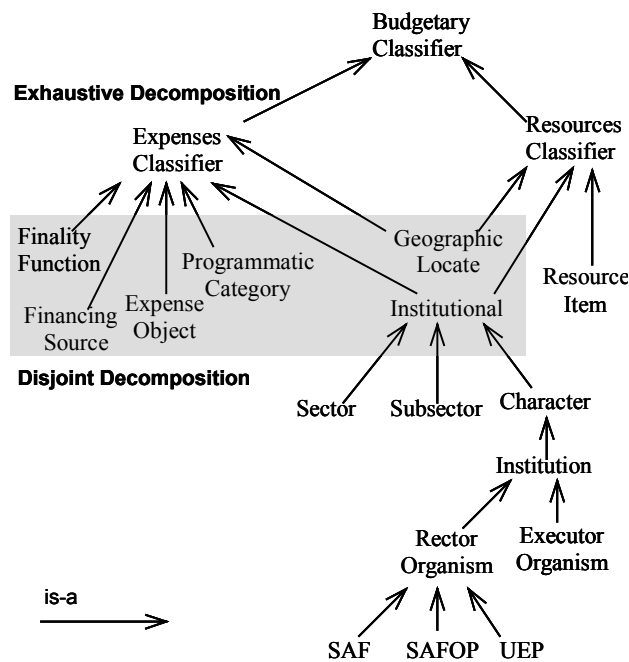 Budgetary
Classifier
Exhaustive Decomposition
Expenses
Classifier
Resources
Classifier
Finality
Function
Geographic
Locate
Programmatic
Category
Resource
Item
Financing
Source
Expense
Object
Institutional
Disjoint Decomposition
Sector
Subsector
Character
Institution
Rector
Organism
Executor
Organism
is-a
SAF
SAFOP
UEP